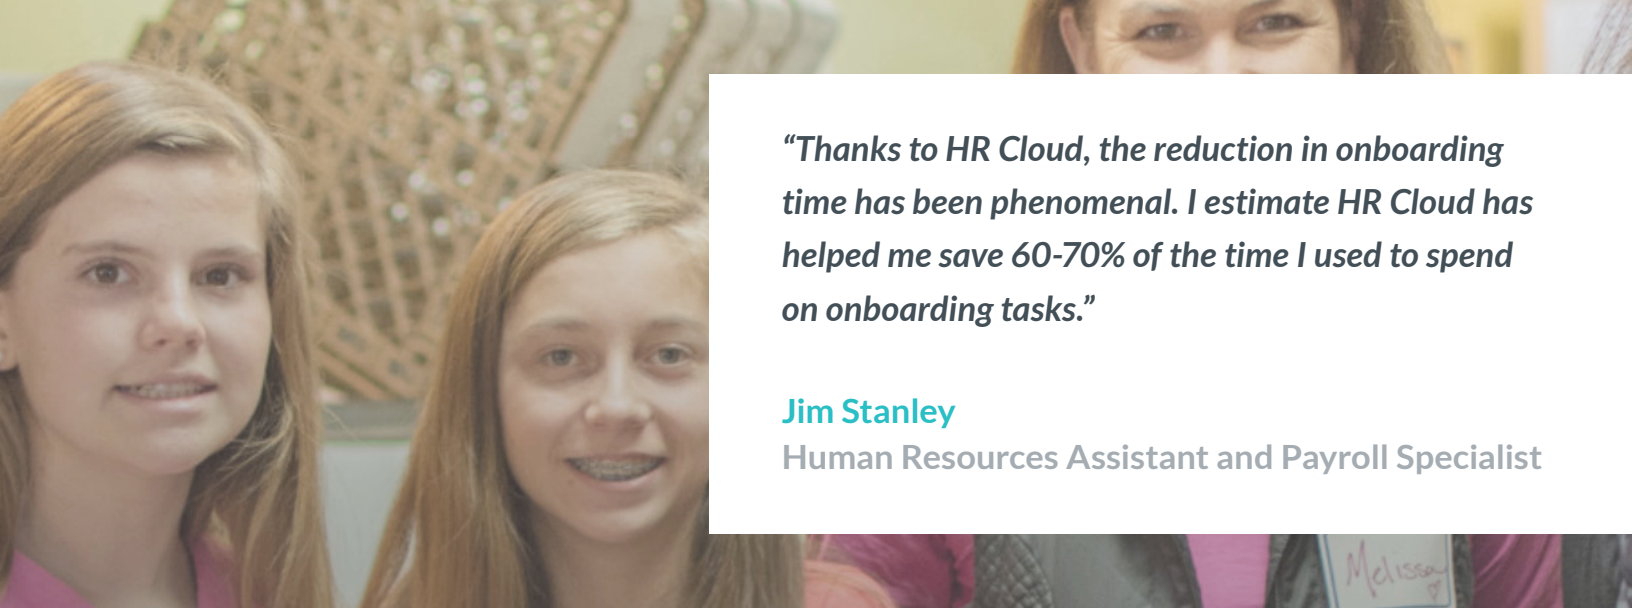 “Thanks to HR Cloud, the reduction in onboarding
time has been phenomenal. I estimate HR Cloud has
helped me save 60-70% of the time I used to spend
on onboarding tasks.”
Jim Stanley
Human Resources Assistant and Payroll Specialist
Melissa